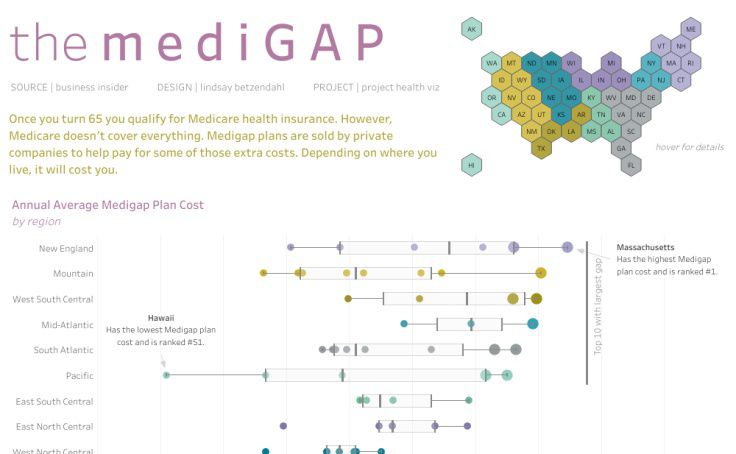 the mediGAP
SOURCE | business insider DESIGN | lindsay betzendahl PROJECT | project health viz
Once you turn 65 you qualify for Medicare health insurance. However,
Medicare doesn't cover everything. Medigap plans are sold by private
companies to help pay for some of those extra costs. Depending on where you
live, it will cost you.
AK
ME
VT NH
WA MT ND MN WI MI NY MA RI
ID WY SD IA IL IN OH PA NJ CT
OR NV CO NE MO KY WV MD DE
CA AZ UT KS AR TN VA NC
NM OK LA MS AL SC
TX GA
HI FL
hover for details
Annual Average Medigap Plan Cost
by region
New England
Mountain
West South Central
Mid-Atlantic
South Atlantic
Pacific
East South Central
East North Central
West North Central
Massachusetts
Has the highest Medigap
plan cost and is ranked #1.
Hawaii
Has the lowest Medigap plan
cost and is ranked #51.
Top 10 with largest gap